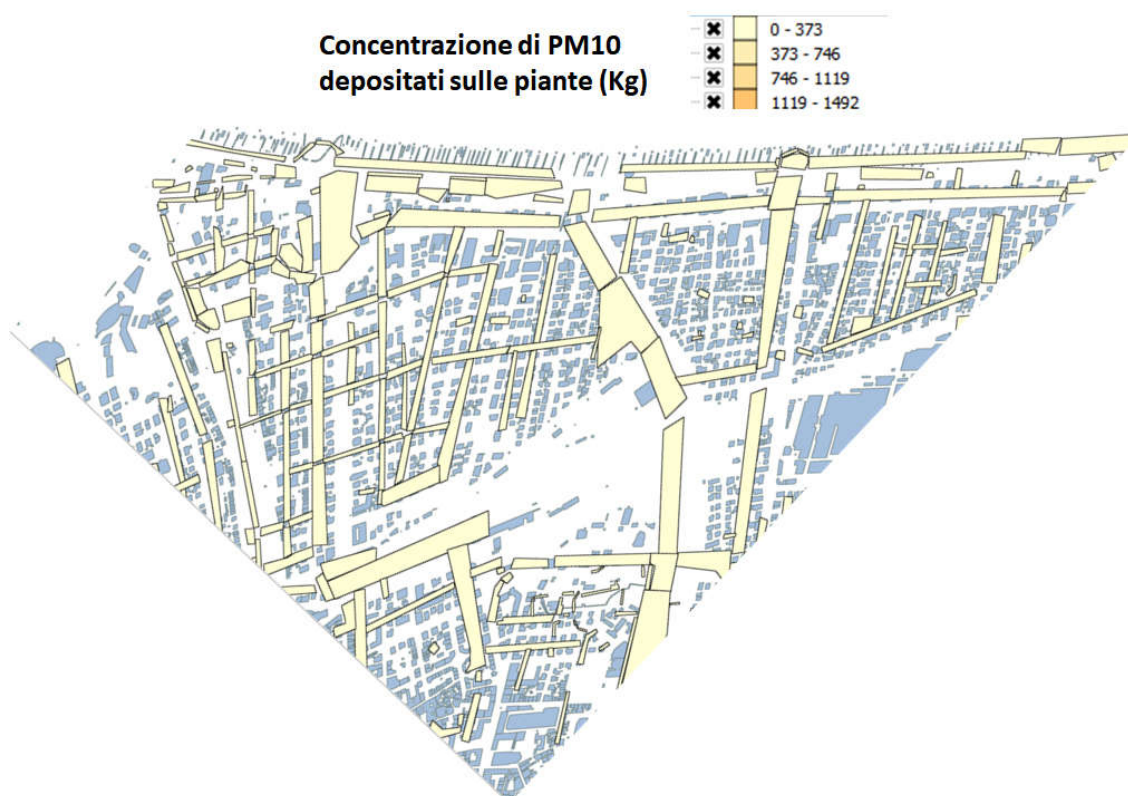 Concentrazione di PM10
depositati sulle piante (Kg)
0 - 373
373 - 746
746 - 1119
1119 - 1492